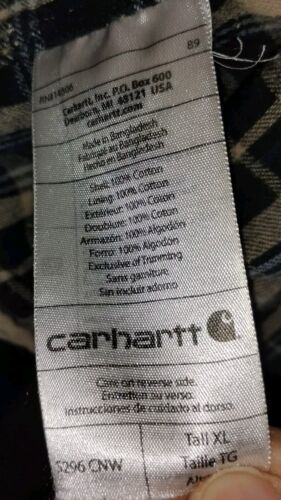 RN#14806
89
Carhartt, Inc. P.O. Box 600
Dearborn, MI 48121 USA
carhartt.com
Made in Bangladesh
Fabriqué au Bangladesh
Hecho en Bangladesh
Shell: 100% Cotton
Lining: 100% Cotton
Extérieur: 100% Coton
Doublure: 100% Coton
Armazón: 100% Algodón
Forro: 100% Algodón
Exclusive of Trimming
Sans garniture
Sin incluir adorno
carhartt
Care on reverse side.
Entretien au verso.
Instrucciones de cuidado al dorso.
S296 CNW
Tall XL
Taille TG